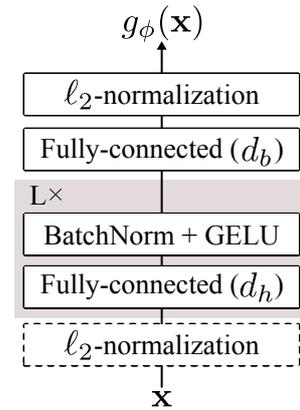 g_ϕ(𝐱)
ℓ₂-normalization
Fully-connected (d_b)
L×
BatchNorm + GELU
Fully-connected (d_h)
ℓ₂-normalization
𝐱